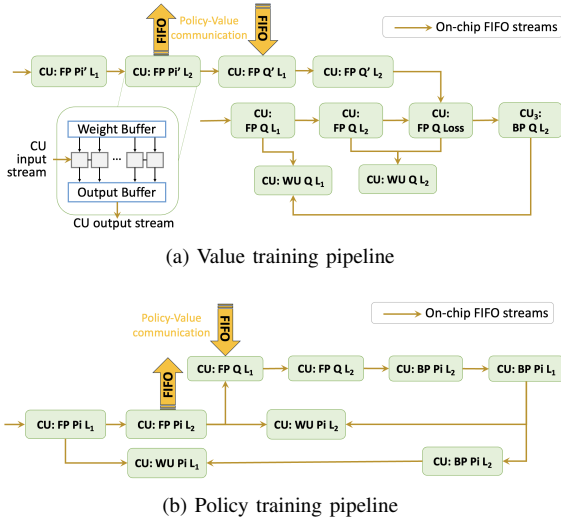 Policy-Value
communication
FIFO
FIFO
On-chip FIFO streams
CU: FP Pi’ L1
CU: FP Pi’ L2
CU: FP Q’ L1
CU: FP Q’ L2
CU:
FP Q L1
CU:
FP Q L2
CU:
FP Q Loss
CU3:
BP Q L2
Weight Buffer
CU
input
stream
...
Output Buffer
CU output stream
CU: WU Q L1
CU: WU Q L2
(a) Value training pipeline
Policy-Value
communication
FIFO
FIFO
On-chip FIFO streams
CU: FP Q L1
CU: FP Q L2
CU: BP Pi L2
CU: BP Pi L1
CU: FP Pi L1
CU: FP Pi L2
CU: WU Pi L2
CU: WU Pi L1
CU: BP Pi L2
(b) Policy training pipeline